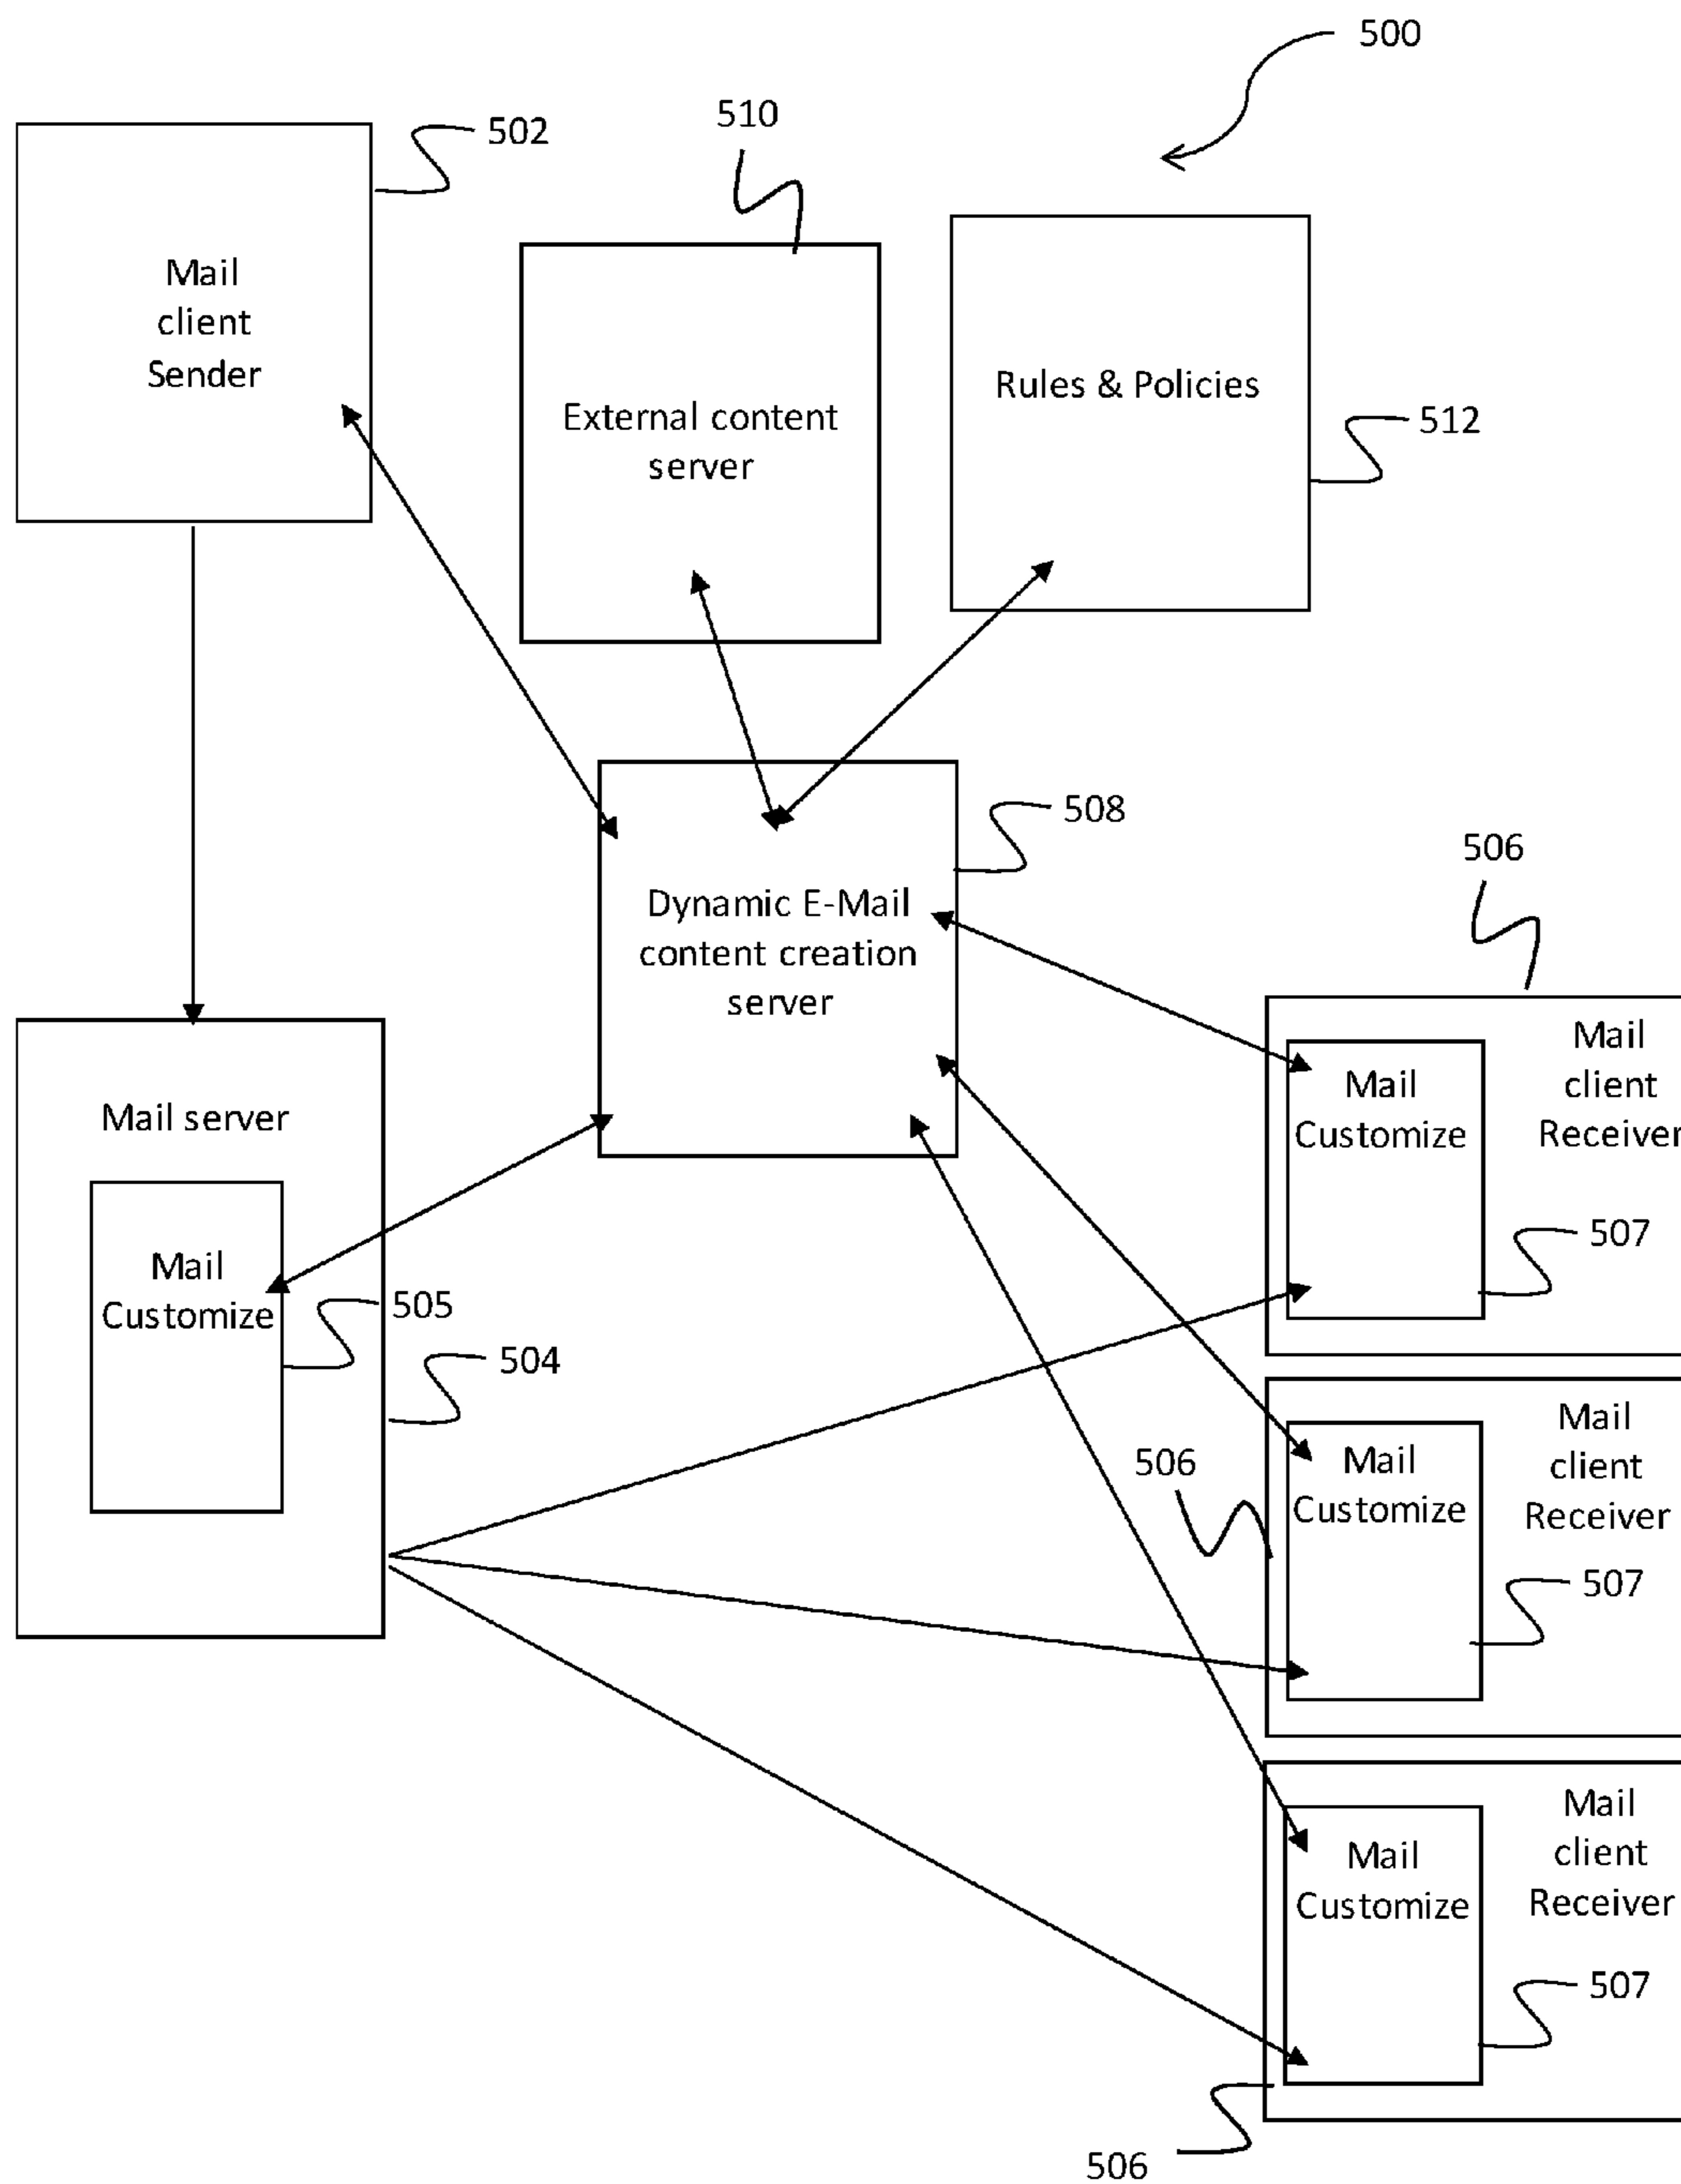 500
502
510
Mail
client
Sender
External content
server
Rules & Policies
512
508
Dynamic E-Mail
content creation
server
506
Mail
client
Receiver
Mail
Customize
507
Mail server
Mail
Customize
505
504
506
Mail
client
Receiver
Mail
Customize
507
Mail
client
Receiver
Mail
Customize
507
506